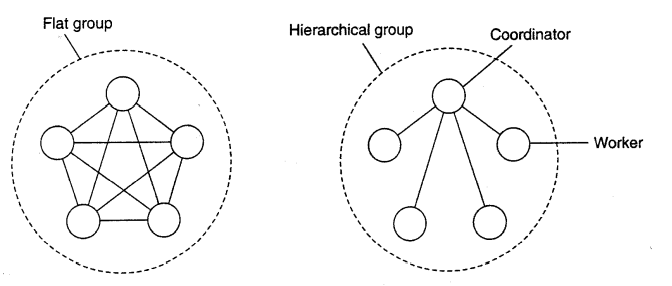 Flat group
Hierarchical group
Coordinator
Worker